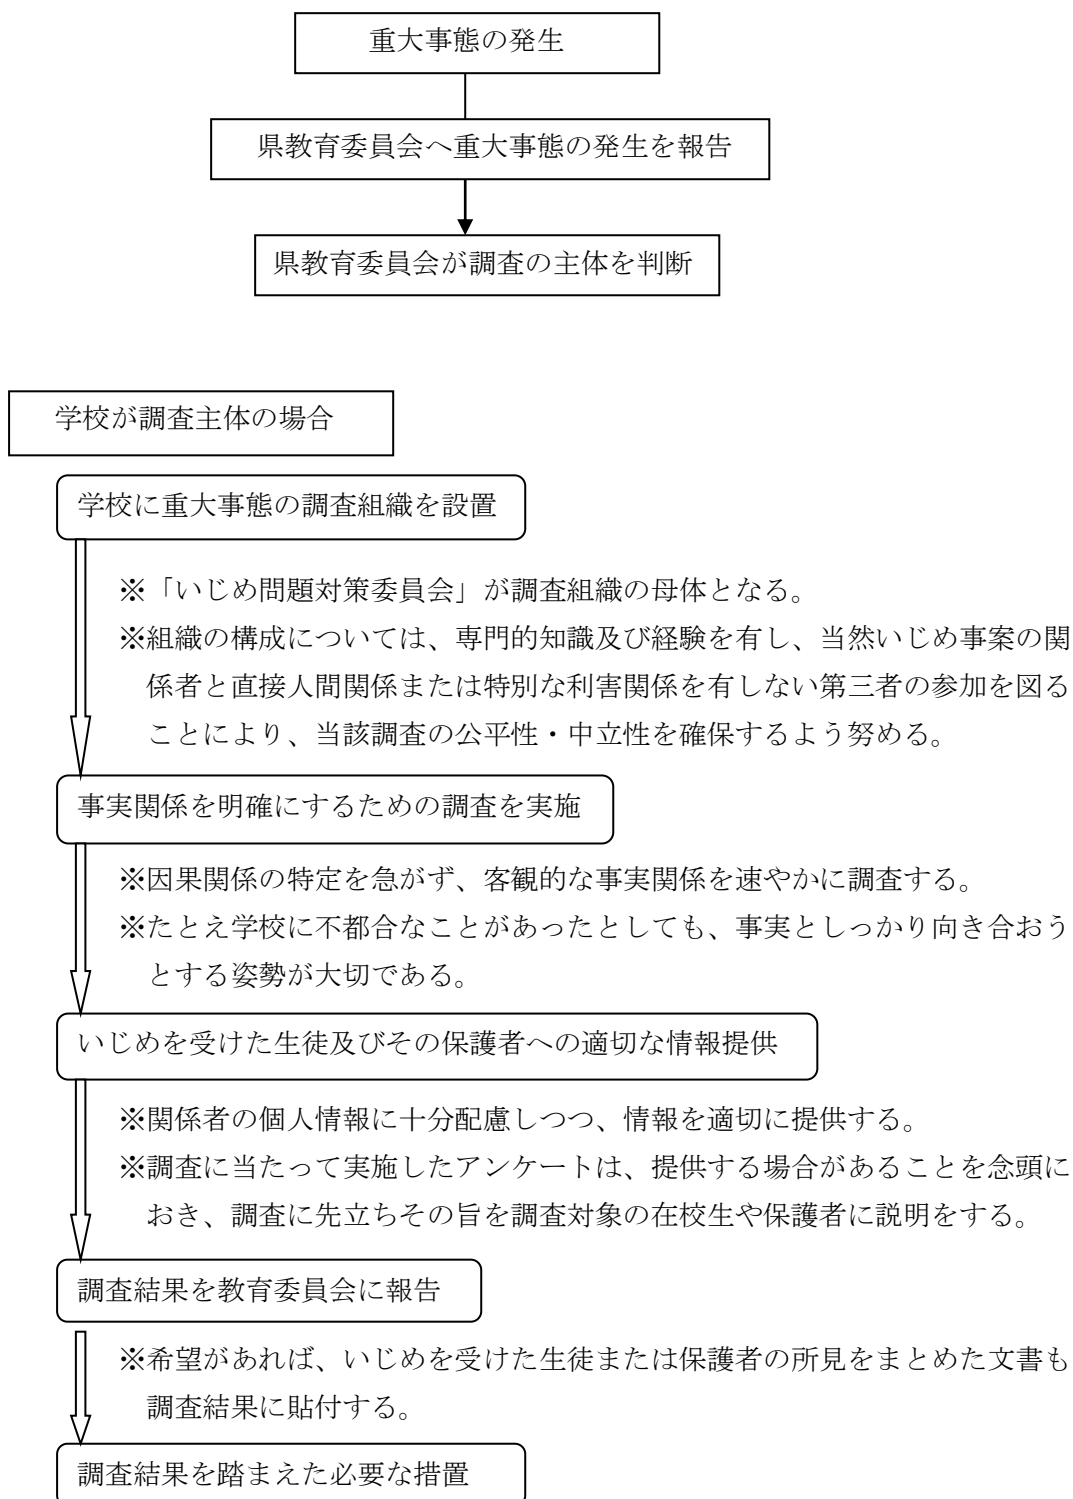 重大事態の発生
県教育委員会へ重大事態の発生を報告
県教育委員会が調査の主体を判断
学校が調査主体の場合
学校に重大事態の調査組織を設置
※「いじめ問題対策委員会」が調査組織の母体となる。
※組織の構成については、専門的知識及び経験を有し、当然いじめ事案の関
係者と直接人間関係または特別な利害関係を有しない第三者の参加を図る
ことにより、当該調査の公平性・中立性を確保するよう努める。
事実関係を明確にするための調査を実施
※因果関係の特定を急がず、客観的な事実関係を速やかに調査する。
※たとえ学校に不都合なことがあったとしても、事実としっかり向き合おう
とする姿勢が大切である。
いじめを受けた生徒及びその保護者への適切な情報提供
※関係者の個人情報に十分配慮しつつ、情報を適切に提供する。
※調査に当たって実施したアンケートは、提供する場合があることを念頭に
おき、調査に先立ちその旨を調査対象の在校生や保護者に説明をする。
調査結果を教育委員会に報告
※希望があれば、いじめを受けた生徒または保護者の所見をまとめた文書も
調査結果に貼付する。
調査結果を踏まえた必要な措置